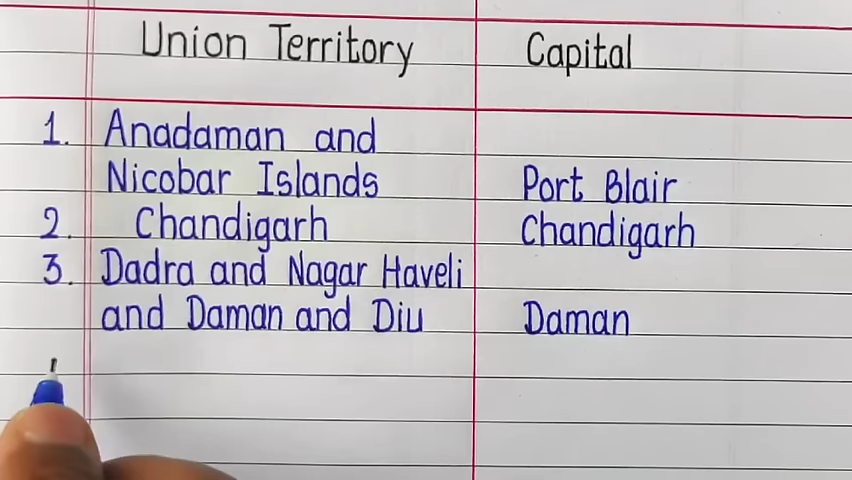 Union Territory Capital
1. Anadaman and
Nicobar Islands Port Blair
2. Chandigarh Chandigarh
3. Dadra and Nagar Haveli
and Daman and Diu Daman